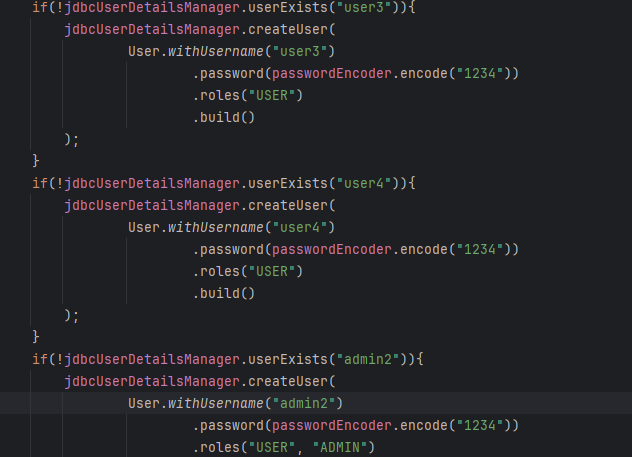 if(!jdbcUserDetailsManager.userExists("user3")){
jdbcUserDetailsManager.createUser(
User.withUsername("user3")
.password(passwordEncoder.encode("1234"))
.roles("USER")
.build()
);
}
if(!jdbcUserDetailsManager.userExists("user4")){
jdbcUserDetailsManager.createUser(
User.withUsername("user4")
.password(passwordEncoder.encode("1234"))
.roles("USER")
.build()
);
}
if(!jdbcUserDetailsManager.userExists("admin2")){
jdbcUserDetailsManager.createUser(
User.withUsername("admin2")
.password(passwordEncoder.encode("1234"))
.roles("USER", "ADMIN")